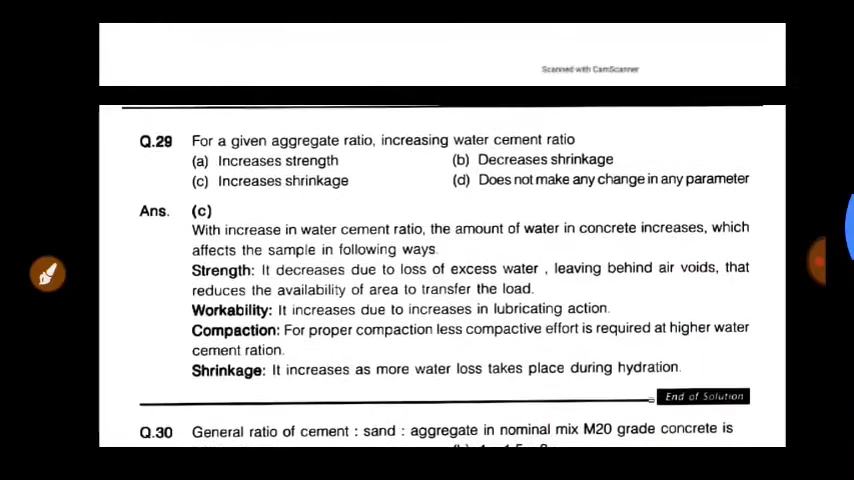 Scanned with CamScanner
Q.29 For a given aggregate ratio, increasing water cement ratio
(a) Increases strength (b) Decreases shrinkage
(c) Increases shrinkage (d) Does not make any change in any parameter
Ans. (c)
With increase in water cement ratio, the amount of water in concrete increases, which
affects the sample in following ways.
Strength: It decreases due to loss of excess water , leaving behind air voids, that
reduces the availability of area to transfer the load.
Workability: It increases due to increases in lubricating action.
Compaction: For proper compaction less compactive effort is required at higher water
cement ration.
Shrinkage: It increases as more water loss takes place during hydration.
End of Solution
Q.30 General ratio of cement : sand : aggregate in nominal mix M20 grade concrete is